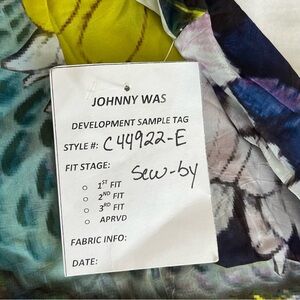 JOHNNY WAS
DEVELOPMENT SAMPLE TAG
STYLE #: C44922-E
FIT STAGE: Sew-by
o 1ST FIT
o 2ND FIT
o 3RD FIT
o APRVD
FABRIC INFO:
DATE: